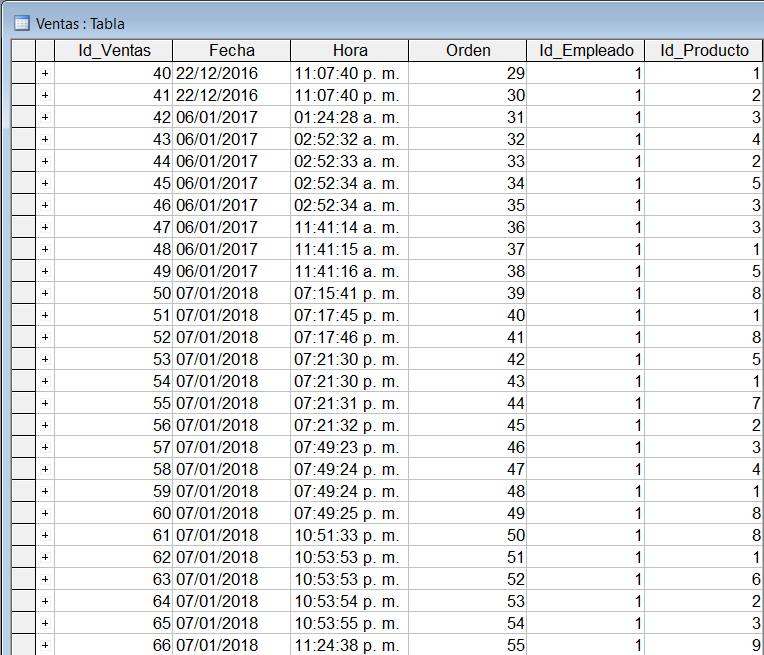 Ventas : Tabla
Id_Ventas Fecha Hora Orden Id_Empleado Id_Producto
+ 40 22/12/2016 11:07:40 p. m. 29 1 1
+ 41 22/12/2016 11:07:40 p. m. 30 1 2
+ 42 06/01/2017 01:24:28 a. m. 31 1 3
+ 43 06/01/2017 02:52:32 a. m. 32 1 4
+ 44 06/01/2017 02:52:33 a. m. 33 1 2
+ 45 06/01/2017 02:52:34 a. m. 34 1 5
+ 46 06/01/2017 02:52:34 a. m. 35 1 3
+ 47 06/01/2017 11:41:14 a. m. 36 1 3
+ 48 06/01/2017 11:41:15 a. m. 37 1 1
+ 49 06/01/2017 11:41:16 a. m. 38 1 5
+ 50 07/01/2018 07:15:41 p. m. 39 1 8
+ 51 07/01/2018 07:17:45 p. m. 40 1 1
+ 52 07/01/2018 07:17:46 p. m. 41 1 8
+ 53 07/01/2018 07:21:30 p. m. 42 1 5
+ 54 07/01/2018 07:21:30 p. m. 43 1 1
+ 55 07/01/2018 07:21:31 p. m. 44 1 7
+ 56 07/01/2018 07:21:32 p. m. 45 1 2
+ 57 07/01/2018 07:49:23 p. m. 46 1 3
+ 58 07/01/2018 07:49:24 p. m. 47 1 4
+ 59 07/01/2018 07:49:24 p. m. 48 1 1
+ 60 07/01/2018 07:49:25 p. m. 49 1 8
+ 61 07/01/2018 10:51:33 p. m. 50 1 8
+ 62 07/01/2018 10:53:53 p. m. 51 1 1
+ 63 07/01/2018 10:53:53 p. m. 52 1 6
+ 64 07/01/2018 10:53:54 p. m. 53 1 2
+ 65 07/01/2018 10:53:55 p. m. 54 1 3
+ 66 07/01/2018 11:24:38 p. m. 55 1 9